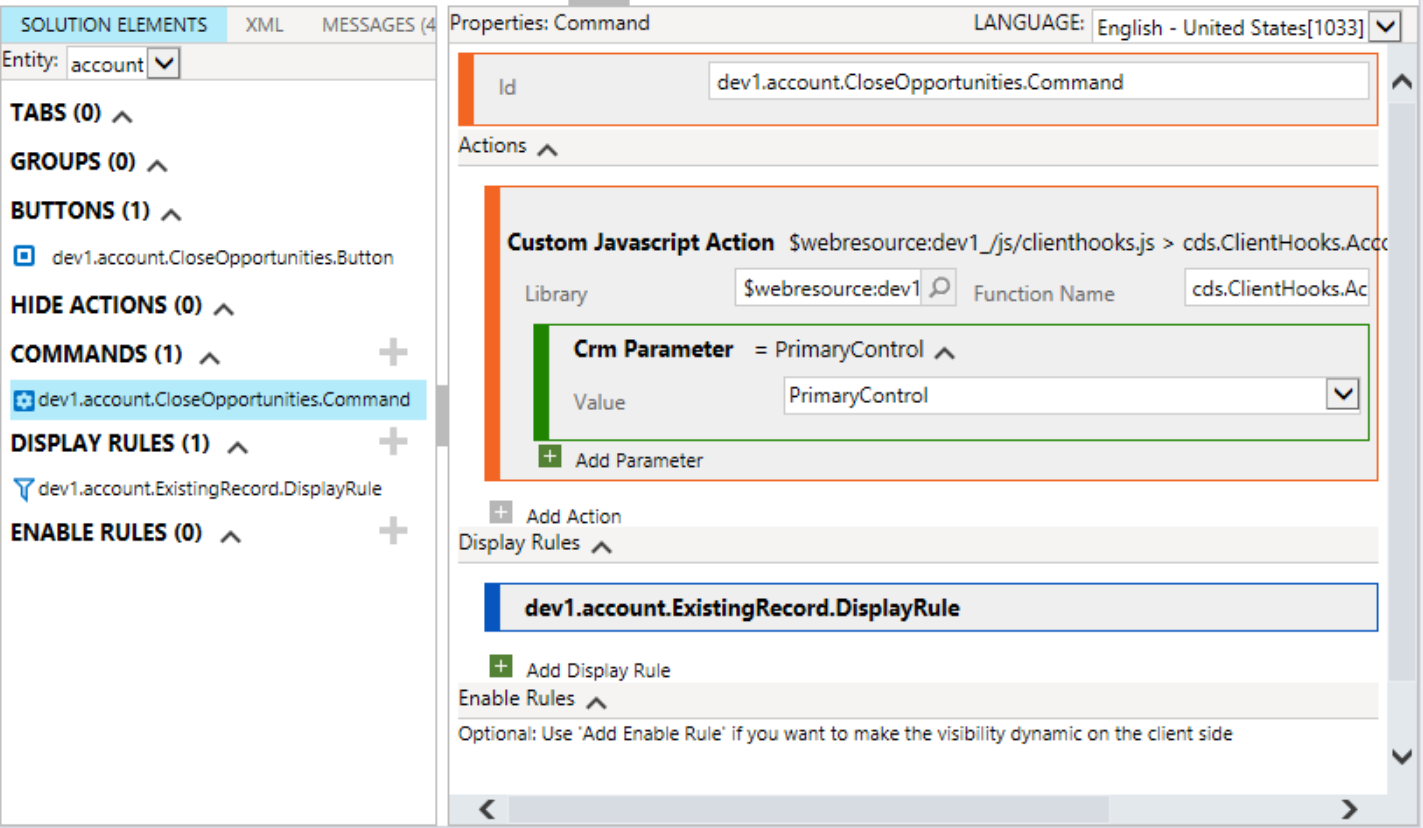 SOLUTION ELEMENTS XML MESSAGES (4
Entity: account
TABS (0)
GROUPS (0)
BUTTONS (1)
dev1.account.CloseOpportunities.Button
HIDE ACTIONS (0)
COMMANDS (1)
dev1.account.CloseOpportunities.Command
DISPLAY RULES (1)
dev1.account.ExistingRecord.DisplayRule
ENABLE RULES (0)
Properties: Command LANGUAGE: English - United States[1033]
Id dev1.account.CloseOpportunities.Command
Actions
Custom Javascript Action $webresource:dev1_/js/clienthooks.js > cds.ClientHooks.Acco
Library $webresource:dev1 Function Name cds.ClientHooks.Ac
Crm Parameter = PrimaryControl
Value PrimaryControl
Add Parameter
Add Action
Display Rules
dev1.account.ExistingRecord.DisplayRule
Add Display Rule
Enable Rules
Optional: Use 'Add Enable Rule' if you want to make the visibility dynamic on the client side